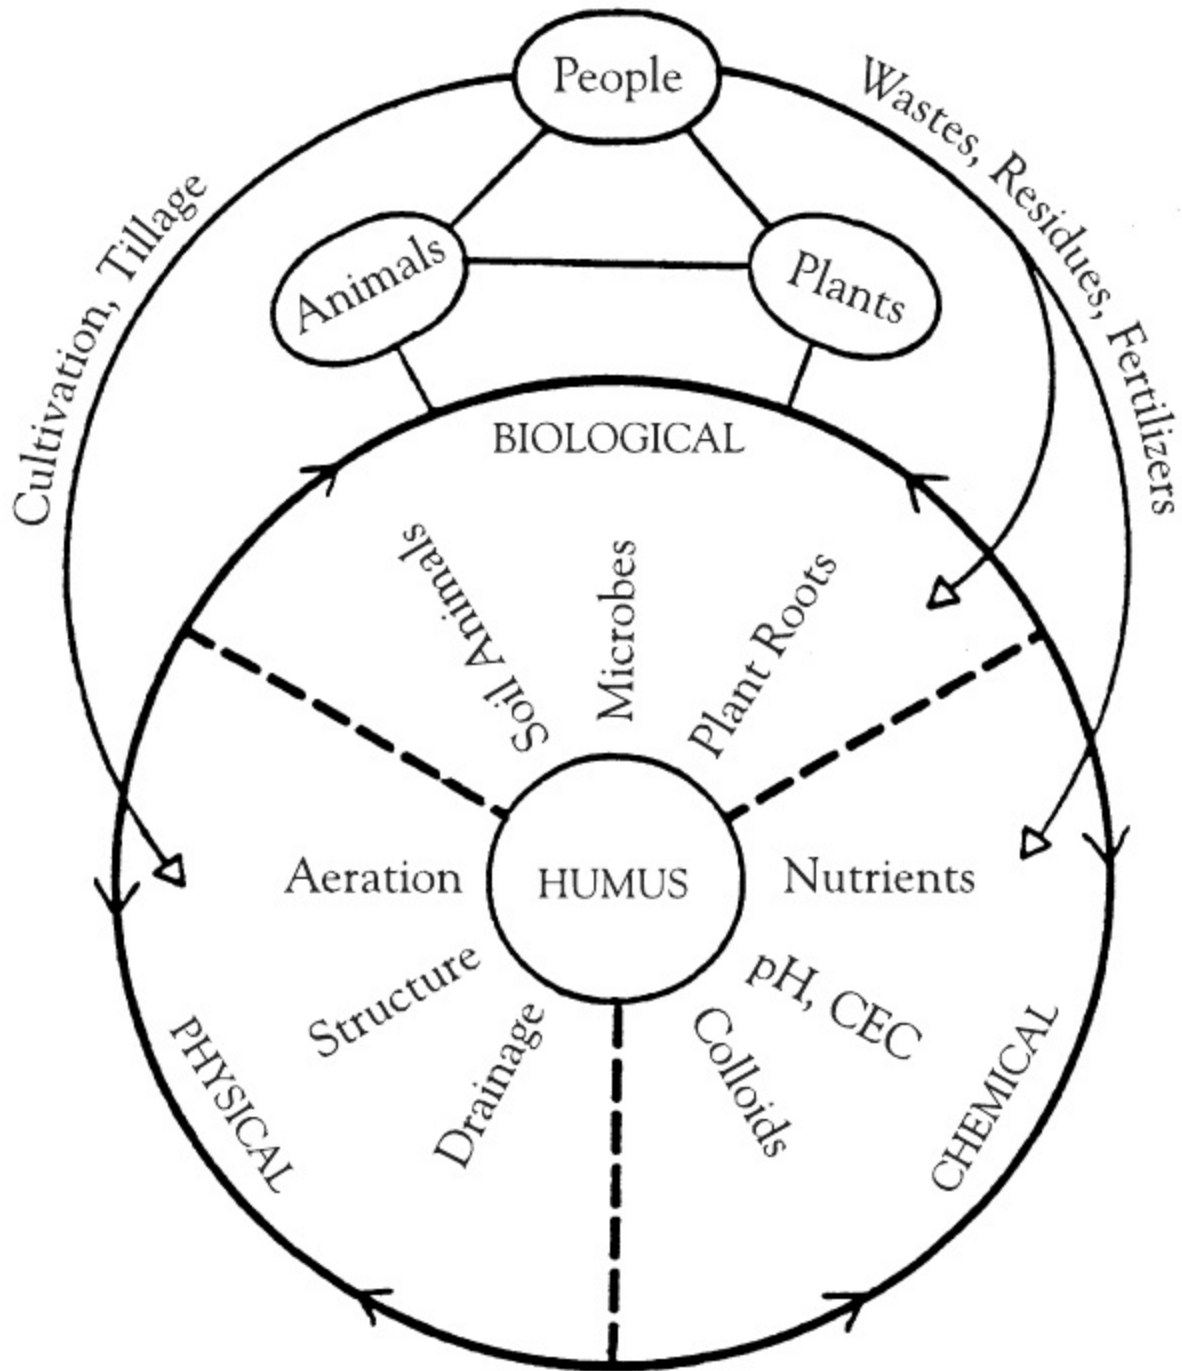 People
Wastes, Residues, Fertilizers
Cultivation, Tillage
Animals
Plants
BIOLOGICAL
Soil Animals
Microbes
Plant Roots
Aeration
HUMUS
Nutrients
Structure
pH, CEC
Drainage
Colloids
PHYSICAL
CHEMICAL